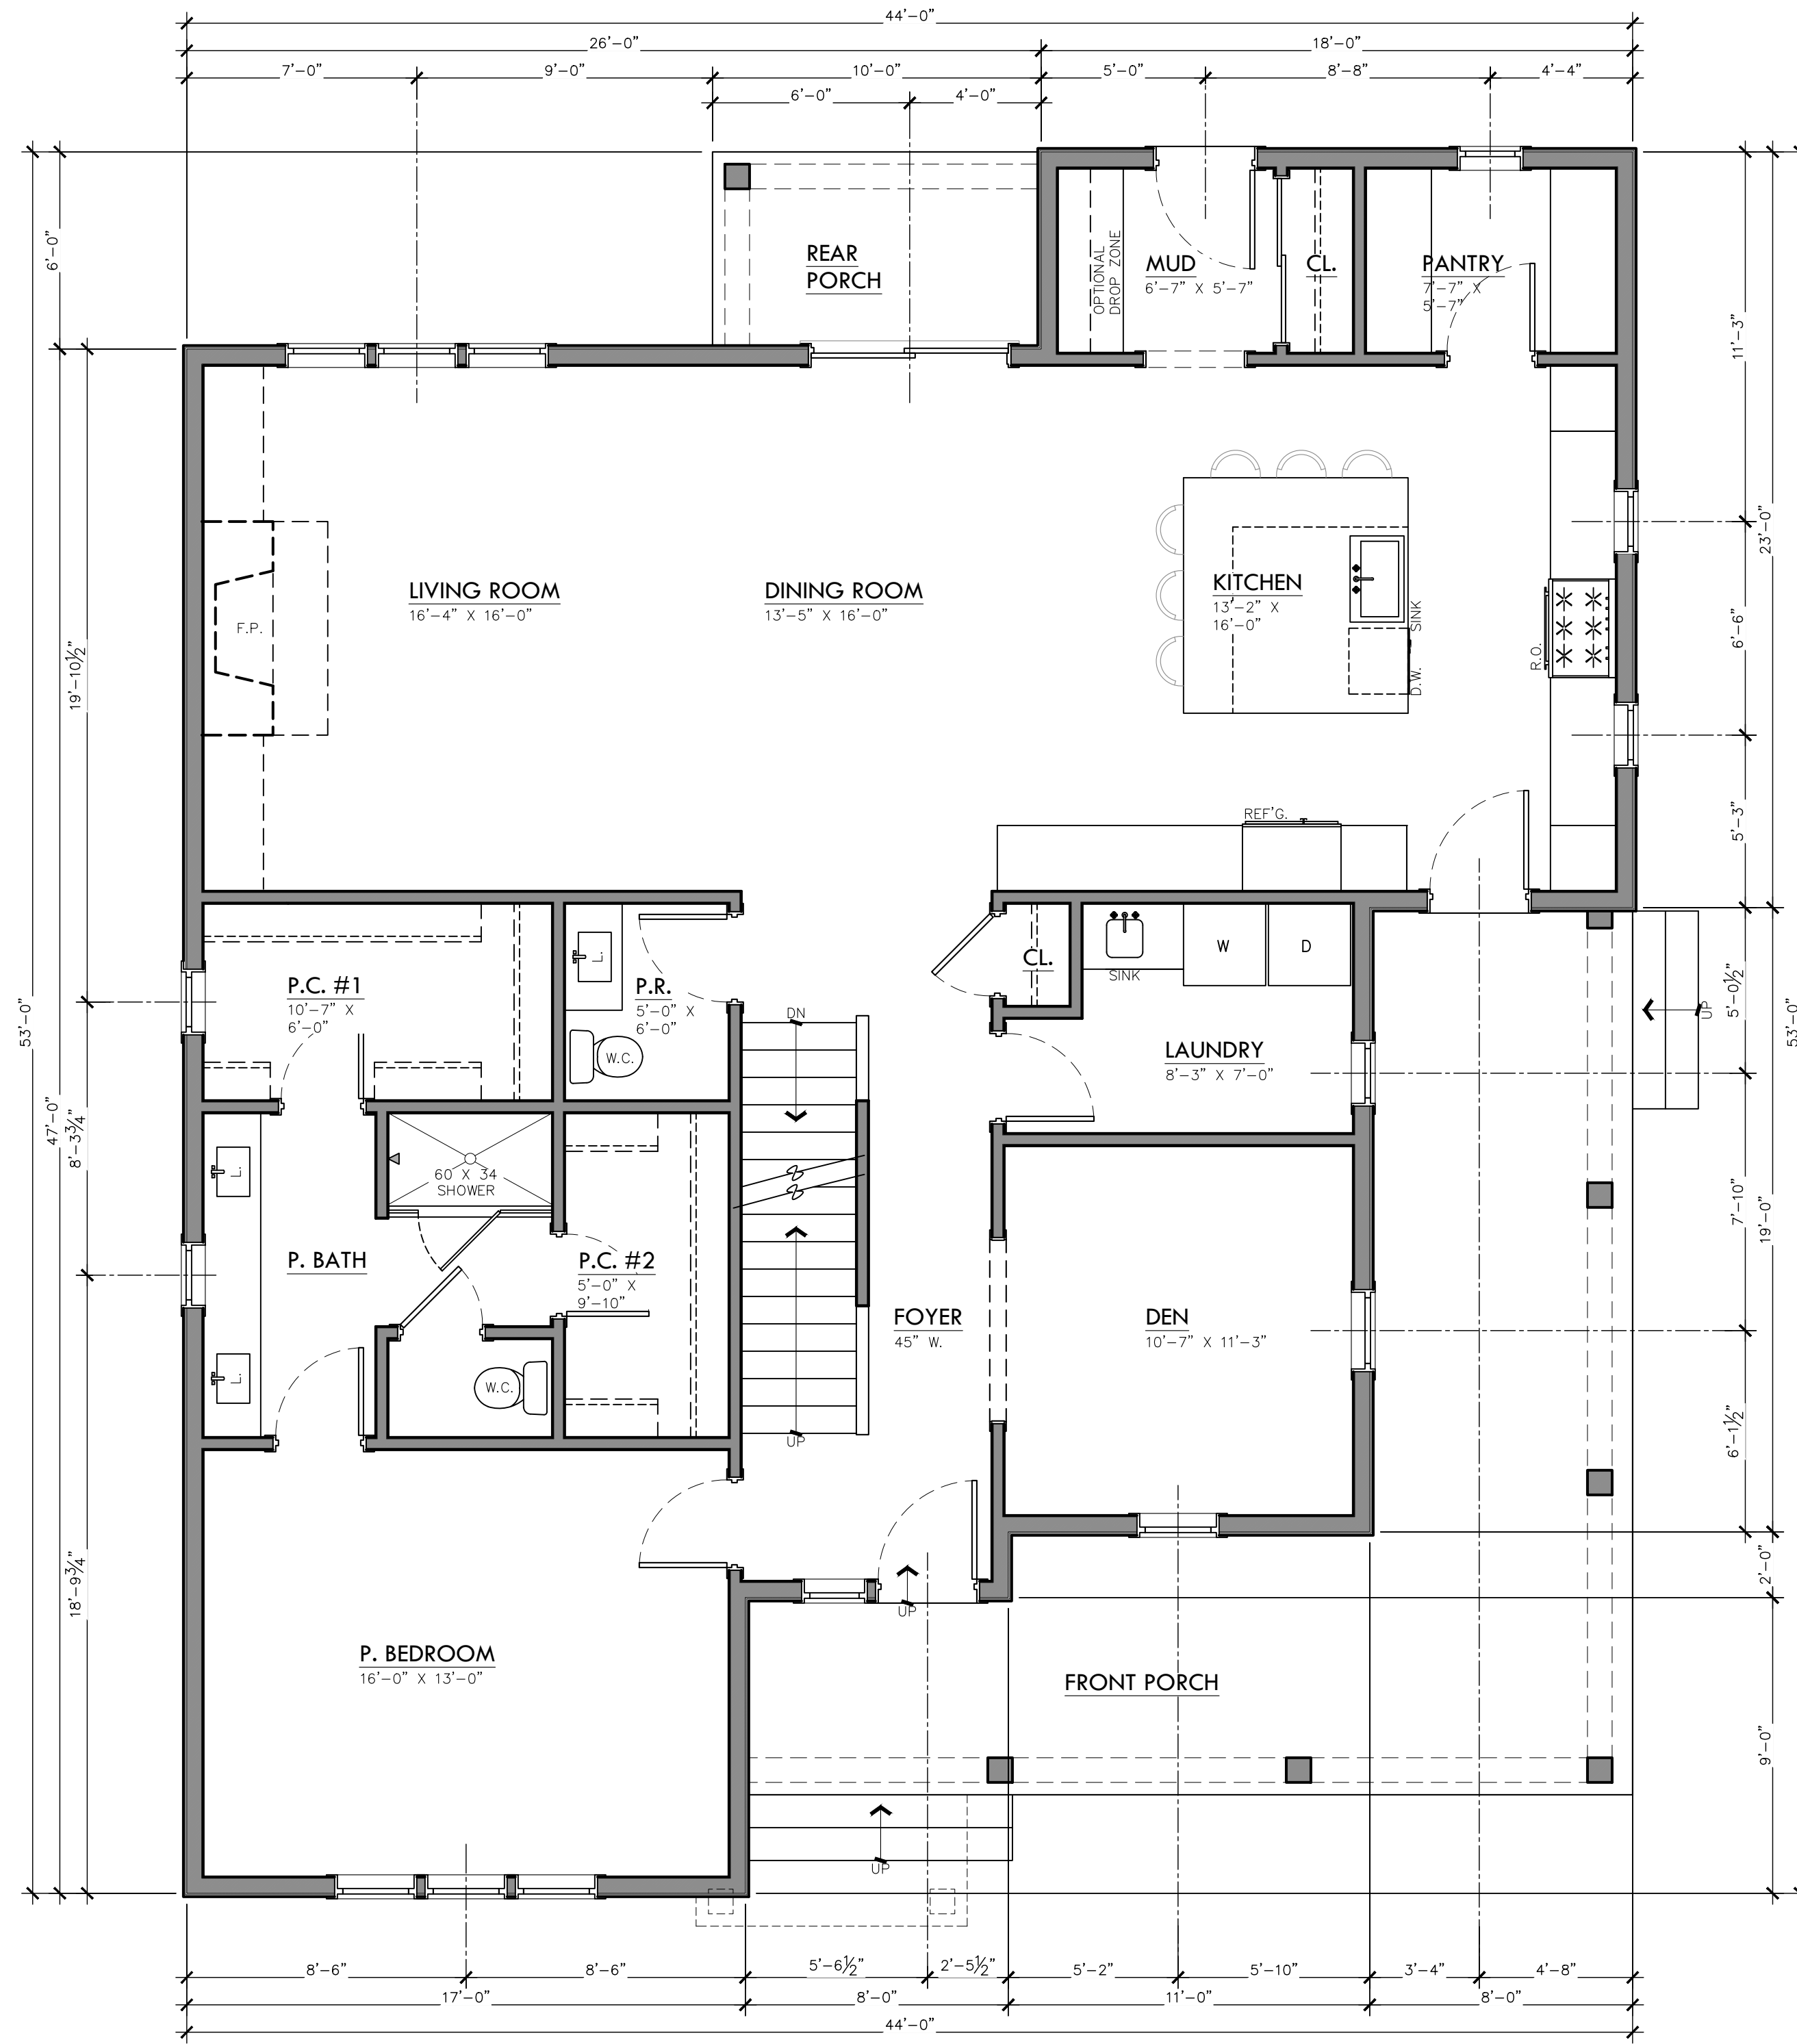 44'-0"
26'-0" 18'-0"
7'-0" 9'-0" 10'-0" 5'-0" 8'-8" 4'-4"
6'-0" 4'-0"
53'-0"
47'-0"
6'-0"
19'-10½"
8'-3¾"
18'-9¾"
REAR
PORCH
OPTIONAL
DROP ZONE
MUD
6'-7" X 5'-7"
CL.
PANTRY
7'-7" X
5'-7"
LIVING ROOM
16'-4" X 16'-0"
F.P.
DINING ROOM
13'-5" X 16'-0"
KITCHEN
13'-2" X
16'-0"
SINK
D.W.
R.O.
REF'G.
P.C. #1
10'-7" X
6'-0"
L.
P.R.
5'-0" X
6'-0"
W.C.
DN
CL.
SINK
W
D
LAUNDRY
8'-3" X 7'-0"
UP
60 X 34
SHOWER
L.
P. BATH
L.
W.C.
P.C. #2
5'-0" X
9'-10"
UP
FOYER
45" W.
DEN
10'-7" X 11'-3"
UP
P. BEDROOM
16'-0" X 13'-0"
FRONT PORCH
UP
11'-3"
6'-6"
5'-3"
5'-0½"
7'-10"
6'-1½"
23'-0"
19'-0"
2'-0"
9'-0"
53'-0"
8'-6" 8'-6" 5'-6½" 2'-5½" 5'-2" 5'-10" 3'-4" 4'-8"
17'-0" 8'-0" 11'-0" 8'-0"
44'-0"